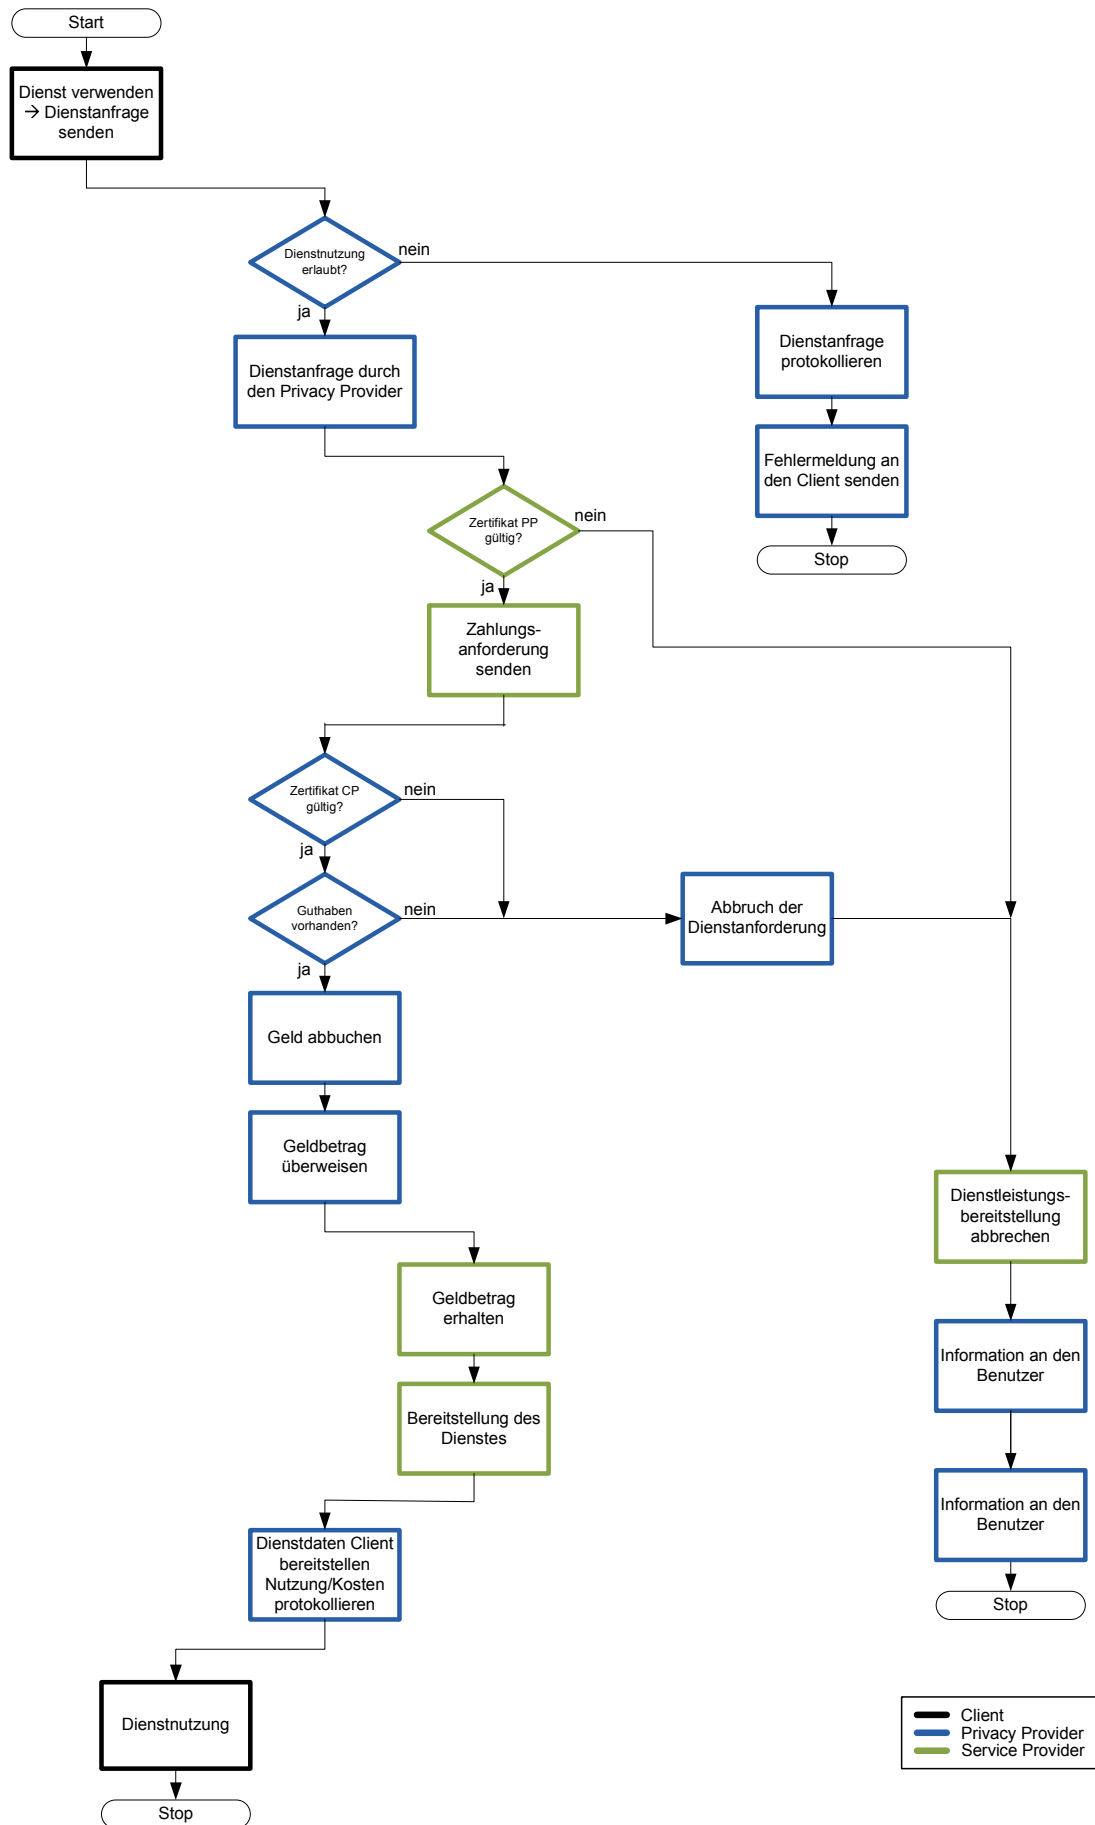 Start
Dienst verwenden
→ Dienstanfrage
senden
Dienstnutzung
erlaubt?
nein
ja
Dienstanfrage durch
den Privacy Provider
Dienstanfrage
protokollieren
Fehlermeldung an
den Client senden
Stop
Zertifikat PP
gültig?
nein
ja
Zahlungs-
anforderung
senden
Zertifikat CP
gültig?
nein
ja
Guthaben
vorhanden?
nein
ja
Abbruch der
Dienstanforderung
Geld abbuchen
Geldbetrag
überweisen
Dienstleistungs-
bereitstellung
abbrechen
Geldbetrag
erhalten
Information an den
Benutzer
Bereitstellung des
Dienstes
Information an den
Benutzer
Dienstdaten Client
bereitstellen
Nutzung/Kosten
protokollieren
Stop
Dienstnutzung
Stop
Client
Privacy Provider
Service Provider